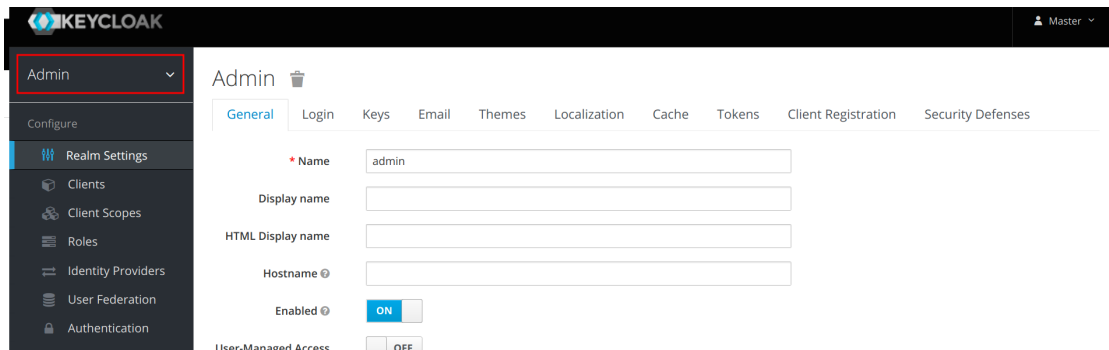 KEYCLOAK
Master
Admin
Configure
Realm Settings
Clients
Client Scopes
Roles
Identity Providers
User Federation
Authentication
Admin
General Login Keys Email Themes Localization Cache Tokens Client Registration Security Defenses
* Name admin
Display name
HTML Display name
Hostname
Enabled ON
User-Managed Access OFF